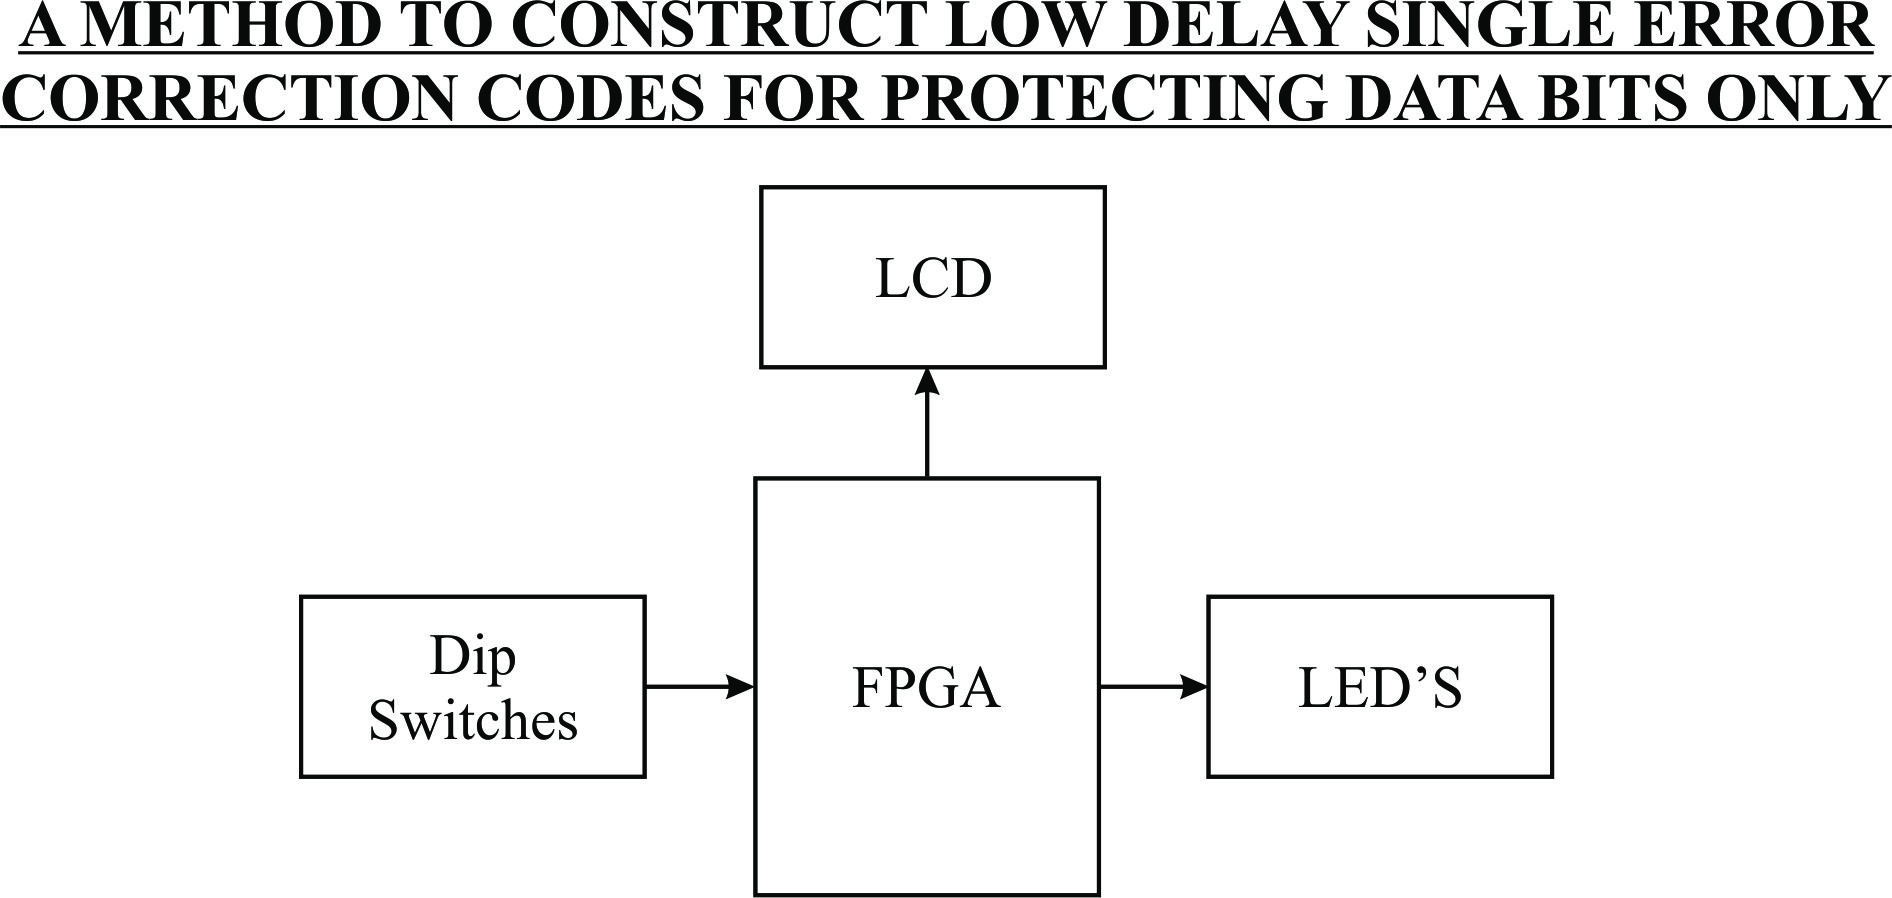 A METHOD TO CONSTRUCT LOW DELAY SINGLE ERROR
CORRECTION CODES FOR PROTECTING DATA BITS ONLY
LCD
Dip
Switches
FPGA
LED’S